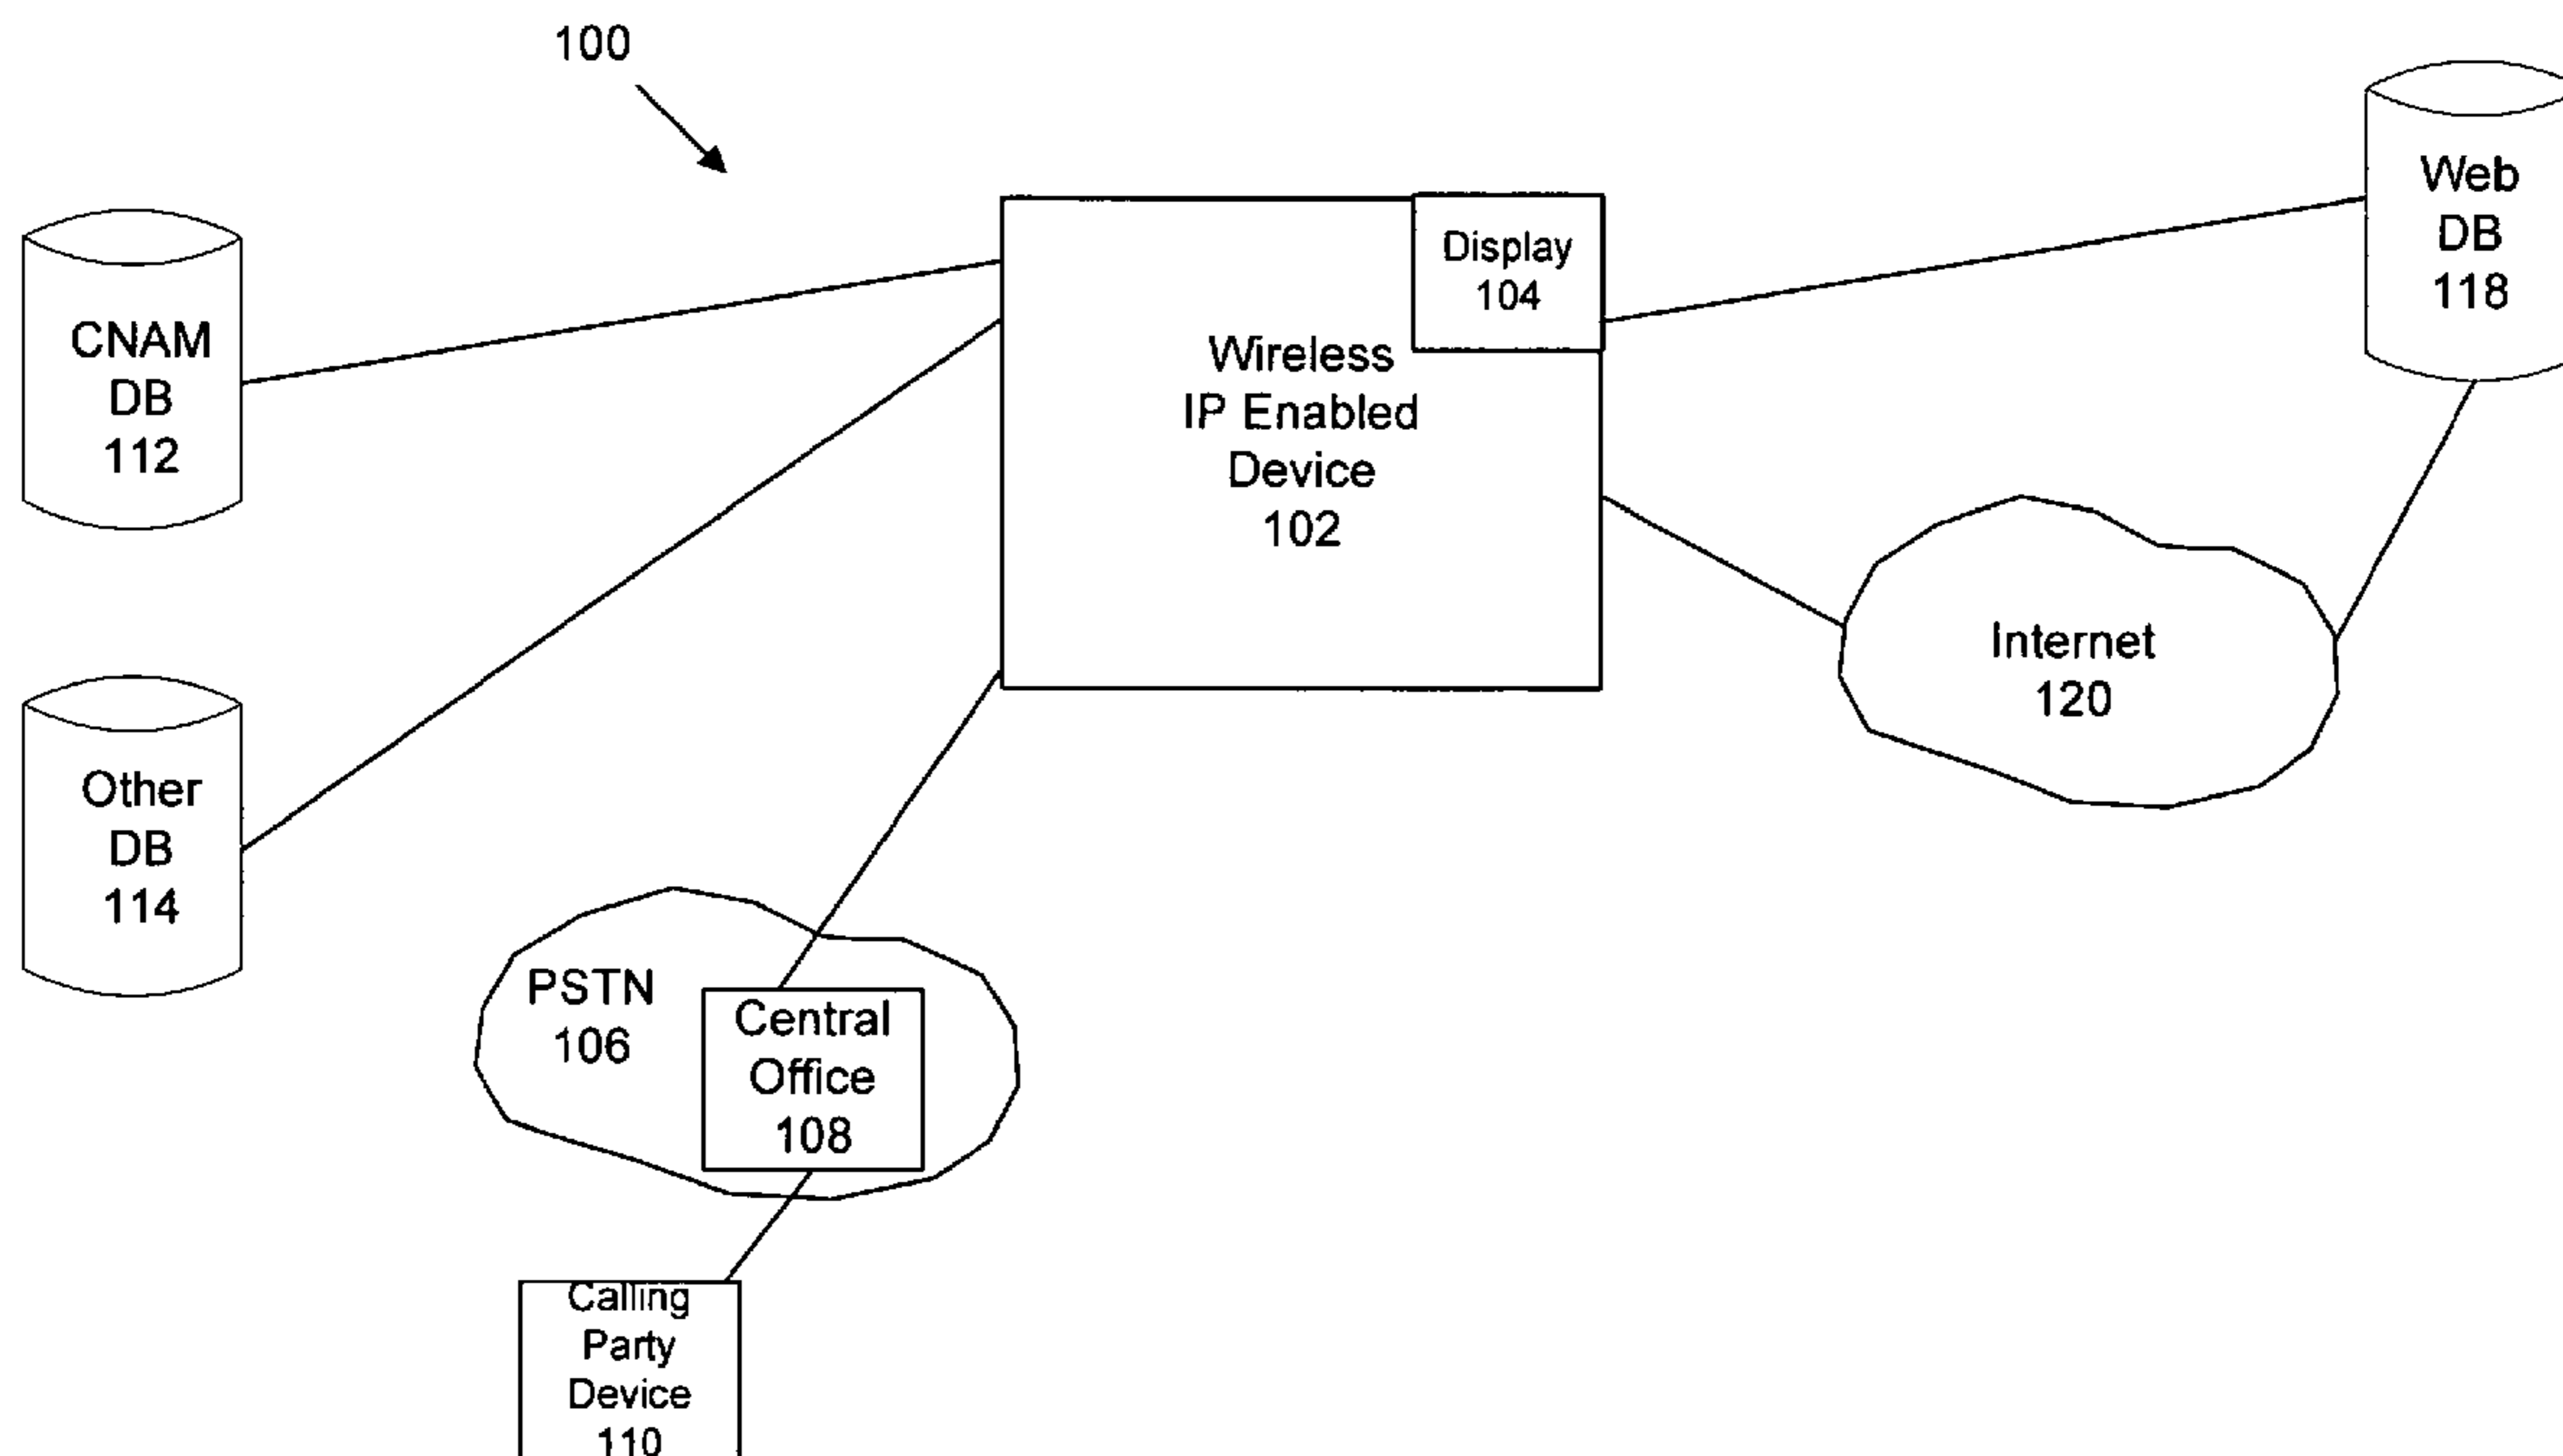 100
CNAM
DB
112
Display
104
Wireless
IP Enabled
Device
102
Web
DB
118
Internet
120
Other
DB
114
PSTN
106
Central
Office
108
Calling
Party
Device
110